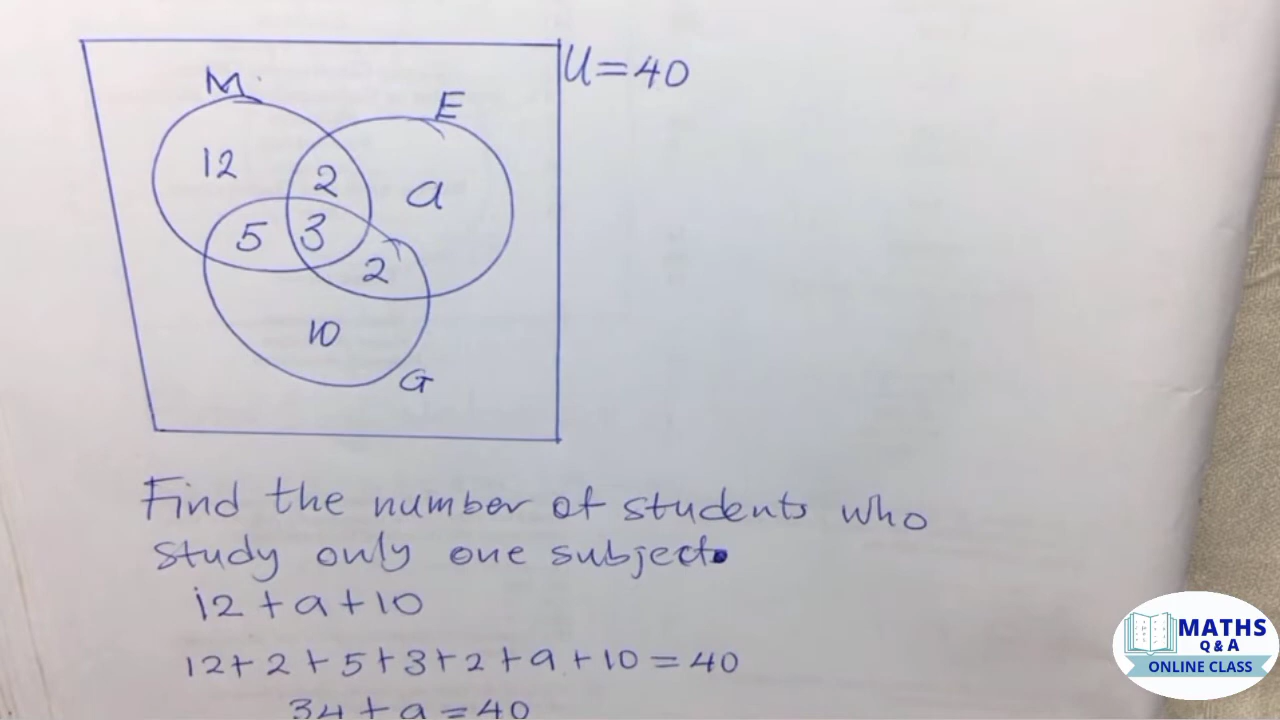 U=40
M
E
12
2
a
5
3
2
10
G
Find the number of students who
study only one subject.
12 + a + 10
12 + 2 + 5 + 3 + 2 + a + 10 = 40
34 + a = 40
MATHS
Q & A
ONLINE CLASS